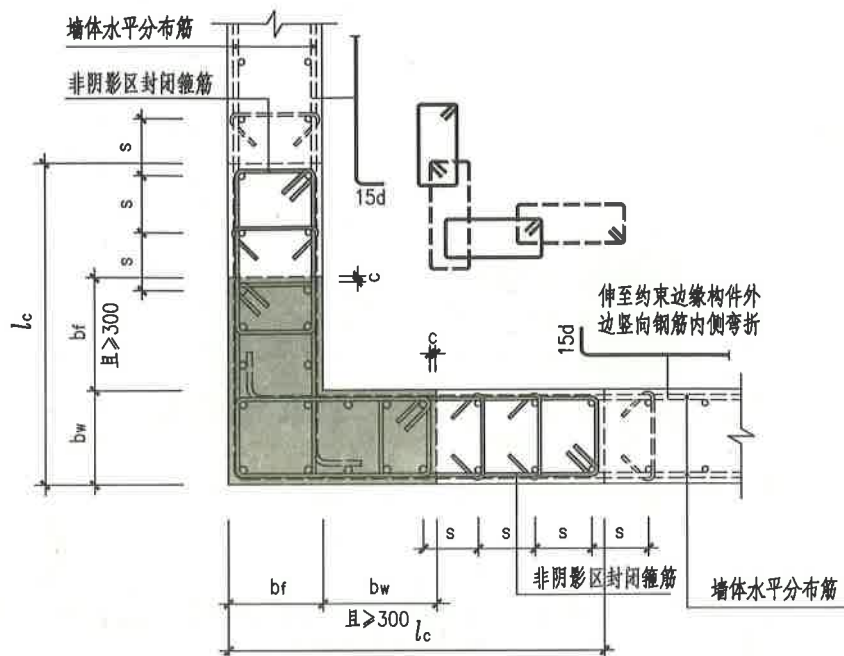 墙体水平分布筋
非阴影区封闭箍筋
s
15d
s
s
c
lc
bf
且≥300
bw
伸至约束边缘构件外
边竖向钢筋内侧弯折
15d
c
s
s
s
s
非阴影区封闭箍筋
墙体水平分布筋
bf
bw
且≥300
lc